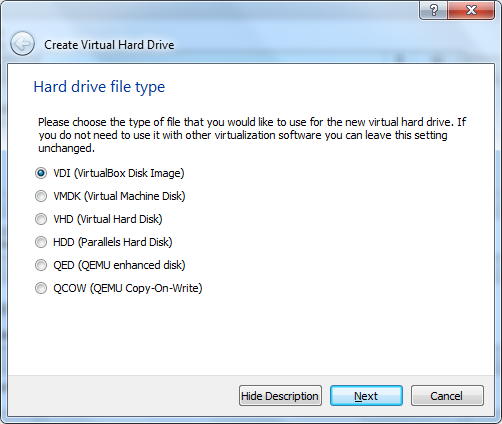 ?
Create Virtual Hard Drive
Hard drive file type
Please choose the type of file that you would like to use for the new virtual hard drive. If
you do not need to use it with other virtualization software you can leave this setting
unchanged.
VDI (VirtualBox Disk Image)
VMDK (Virtual Machine Disk)
VHD (Virtual Hard Disk)
HDD (Parallels Hard Disk)
QED (QEMU enhanced disk)
QCOW (QEMU Copy-On-Write)
Hide Description Next Cancel